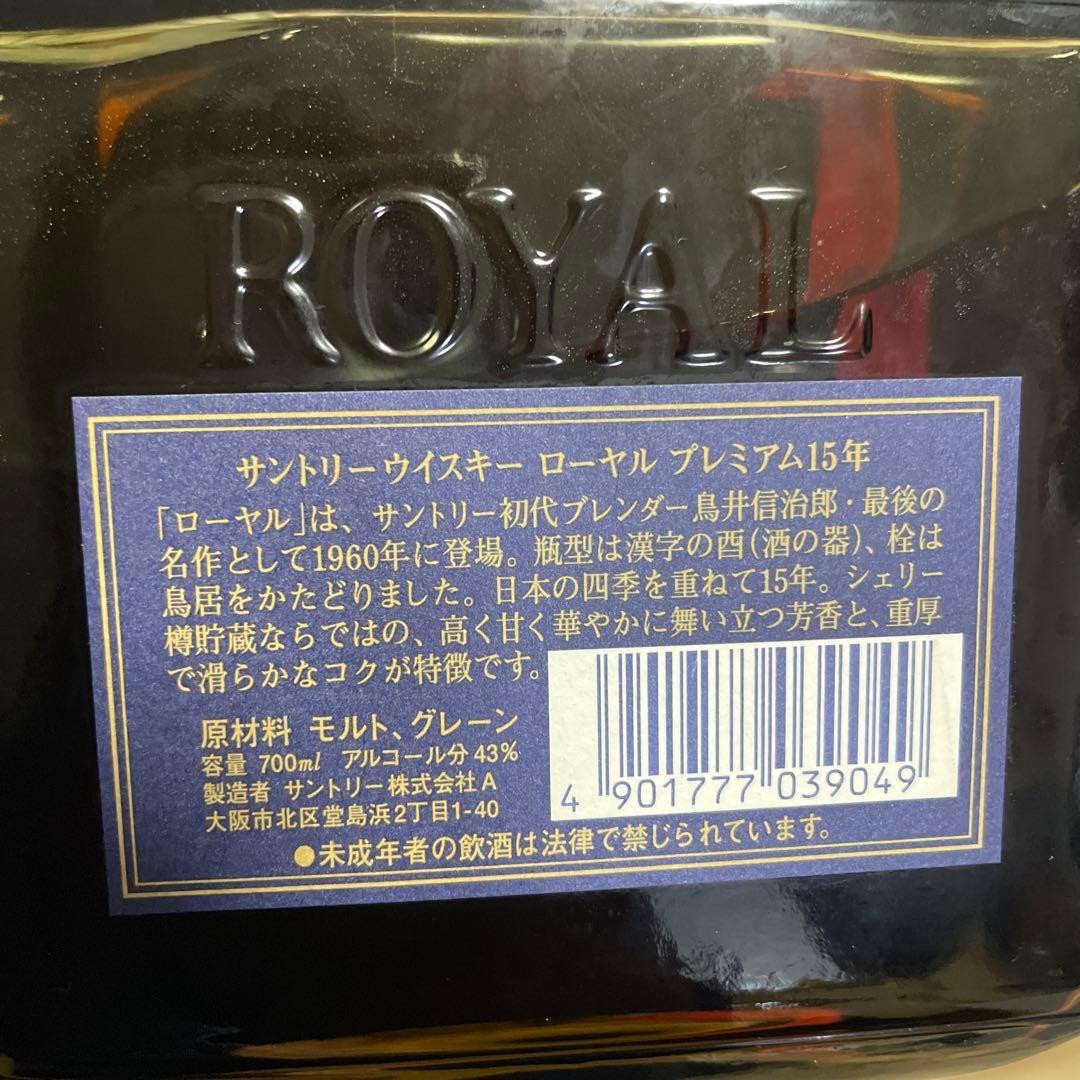 ROYAL
サントリーウイスキー ローヤル プレミアム15年
「ローヤル」は、サントリー初代ブレンダー鳥井信治郎・最後の
名作として1960年に登場。瓶型は漢字の酉(酒の器)、栓は
鳥居をかたどりました。日本の四季を重ねて15年。シェリー
樽貯蔵ならではの、高く甘く華やかに舞い立つ芳香と、重厚
で滑らかなコクが特徴です。
原材料 モルト、グレーン
容量 700ml アルコール分43%
製造者 サントリー株式会社A
大阪市北区堂島浜2丁目1-40
4 901777 039049
●未成年者の飲酒は法律で禁じられています。